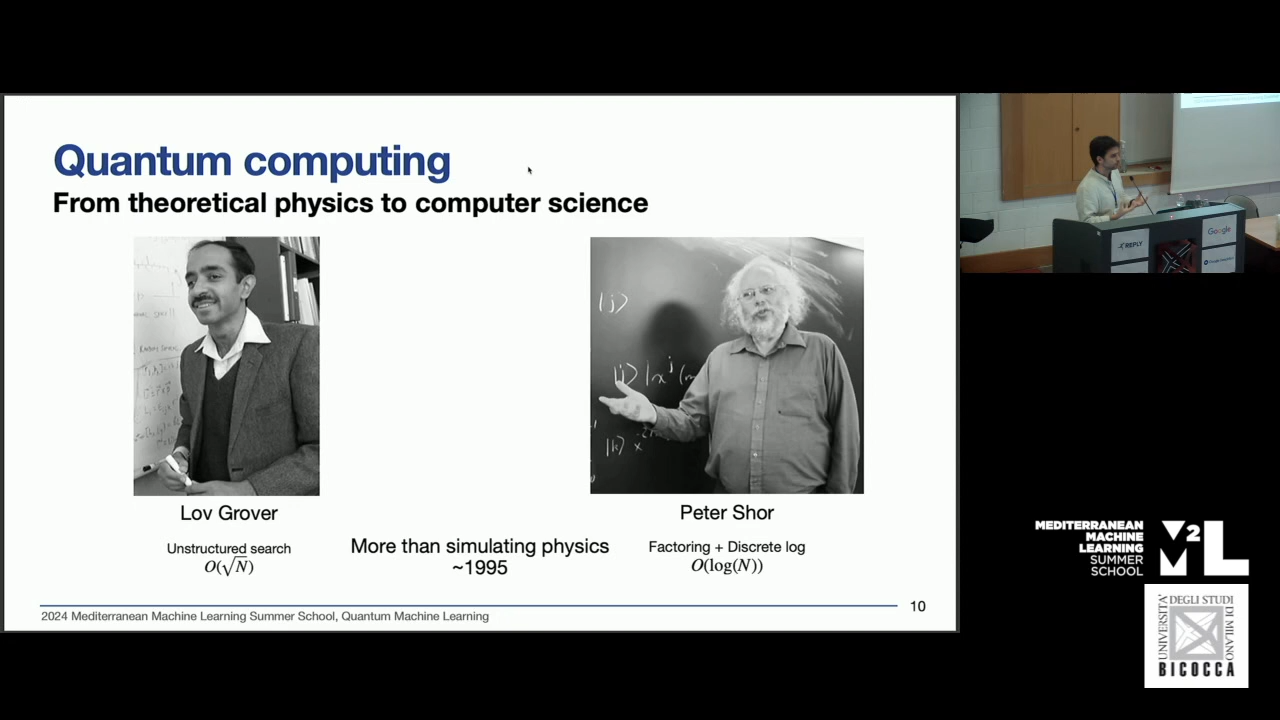 Quantum computing
From theoretical physics to computer science
|j⟩
|j⟩ |x^j (m
|k⟩ x
Lov Grover
Peter Shor
Unstructured search
O(√N)
More than simulating physics
~1995
Factoring + Discrete log
O(log(N))
2024 Mediterranean Machine Learning Summer School, Quantum Machine Learning
10
REPLY
Google
MEDITERRANEAN
MACHINE
LEARNING
SUMMER
SCHOOL
M2L
UNIVERSITA'
DEGLI STUDI
DI MILANO
BICOCCA